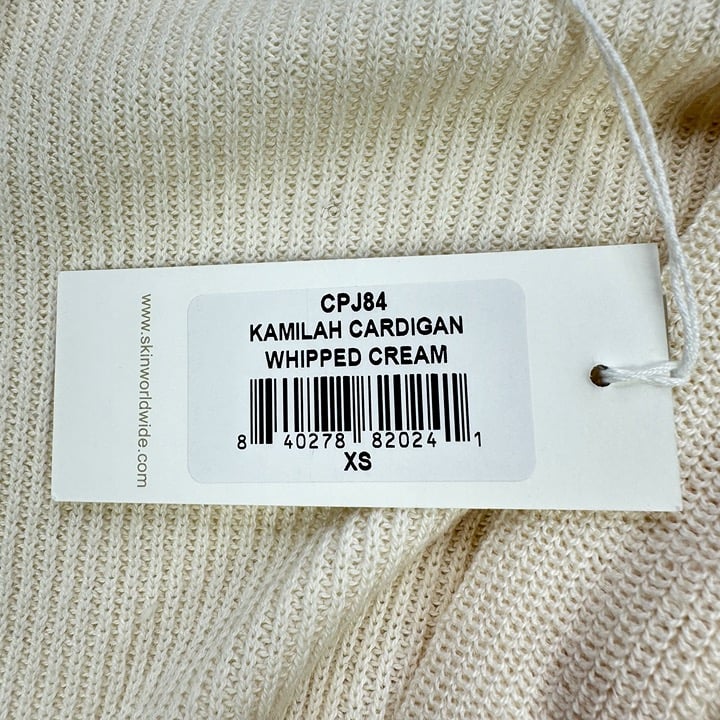 CPJ84
KAMILAH CARDIGAN
WHIPPED CREAM
8 40278 82024 1
XS
www.skinworldwide.com